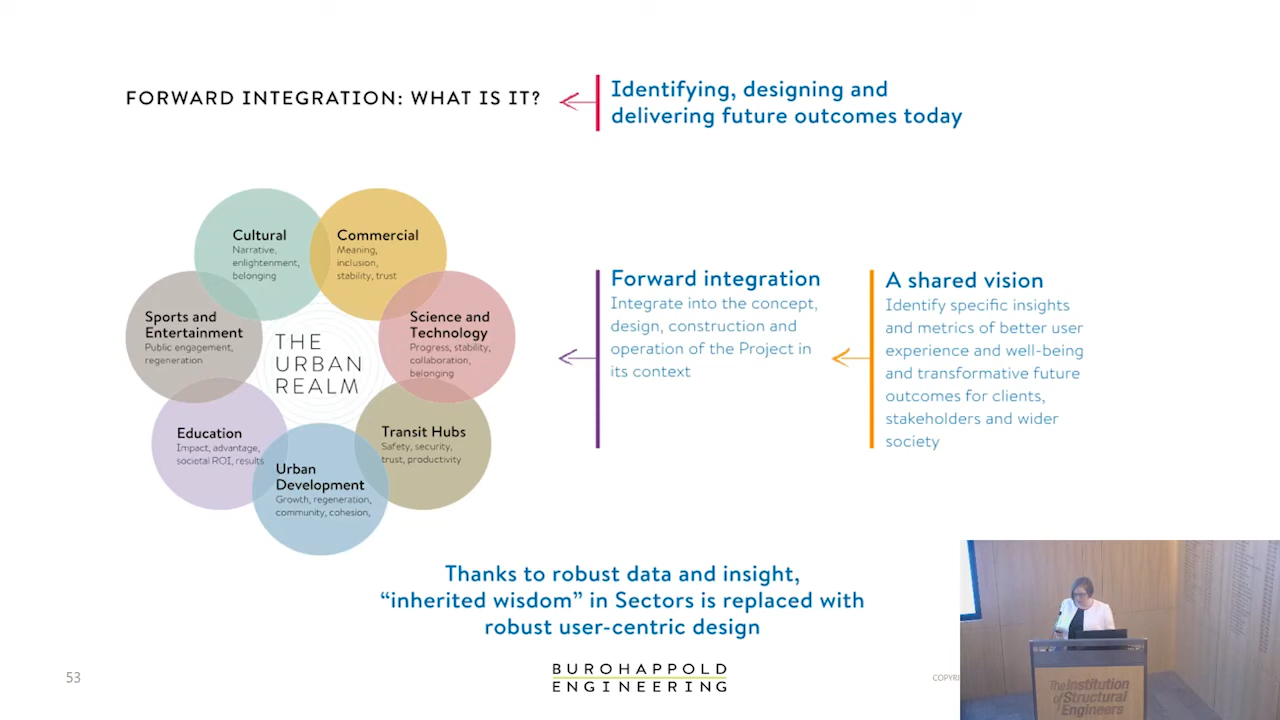 FORWARD INTEGRATION: WHAT IS IT?
Identifying, designing and
delivering future outcomes today
Cultural
Narrative,
enlightenment,
belonging
Commercial
Meaning,
inclusion,
stability, trust
Sports and
Entertainment
Public engagement,
regeneration
THE
URBAN
REALM
Science and
Technology
Progress, stability,
collaboration,
belonging
Education
Impact, advantage,
societal ROI, results
Transit Hubs
Safety, security,
trust, productivity
Urban
Development
Growth, regeneration,
community, cohesion,
Forward integration
Integrate into the concept,
design, construction and
operation of the Project in
its context
A shared vision
Identify specific insights
and metrics of better user
experience and well-being
and transformative future
outcomes for clients,
stakeholders and wider
society
Thanks to robust data and insight,
“inherited wisdom” in Sectors is replaced with
robust user-centric design
53
BUROHAPPOLD
ENGINEERING
COPYRI
The Institution
of Structural
Engineers